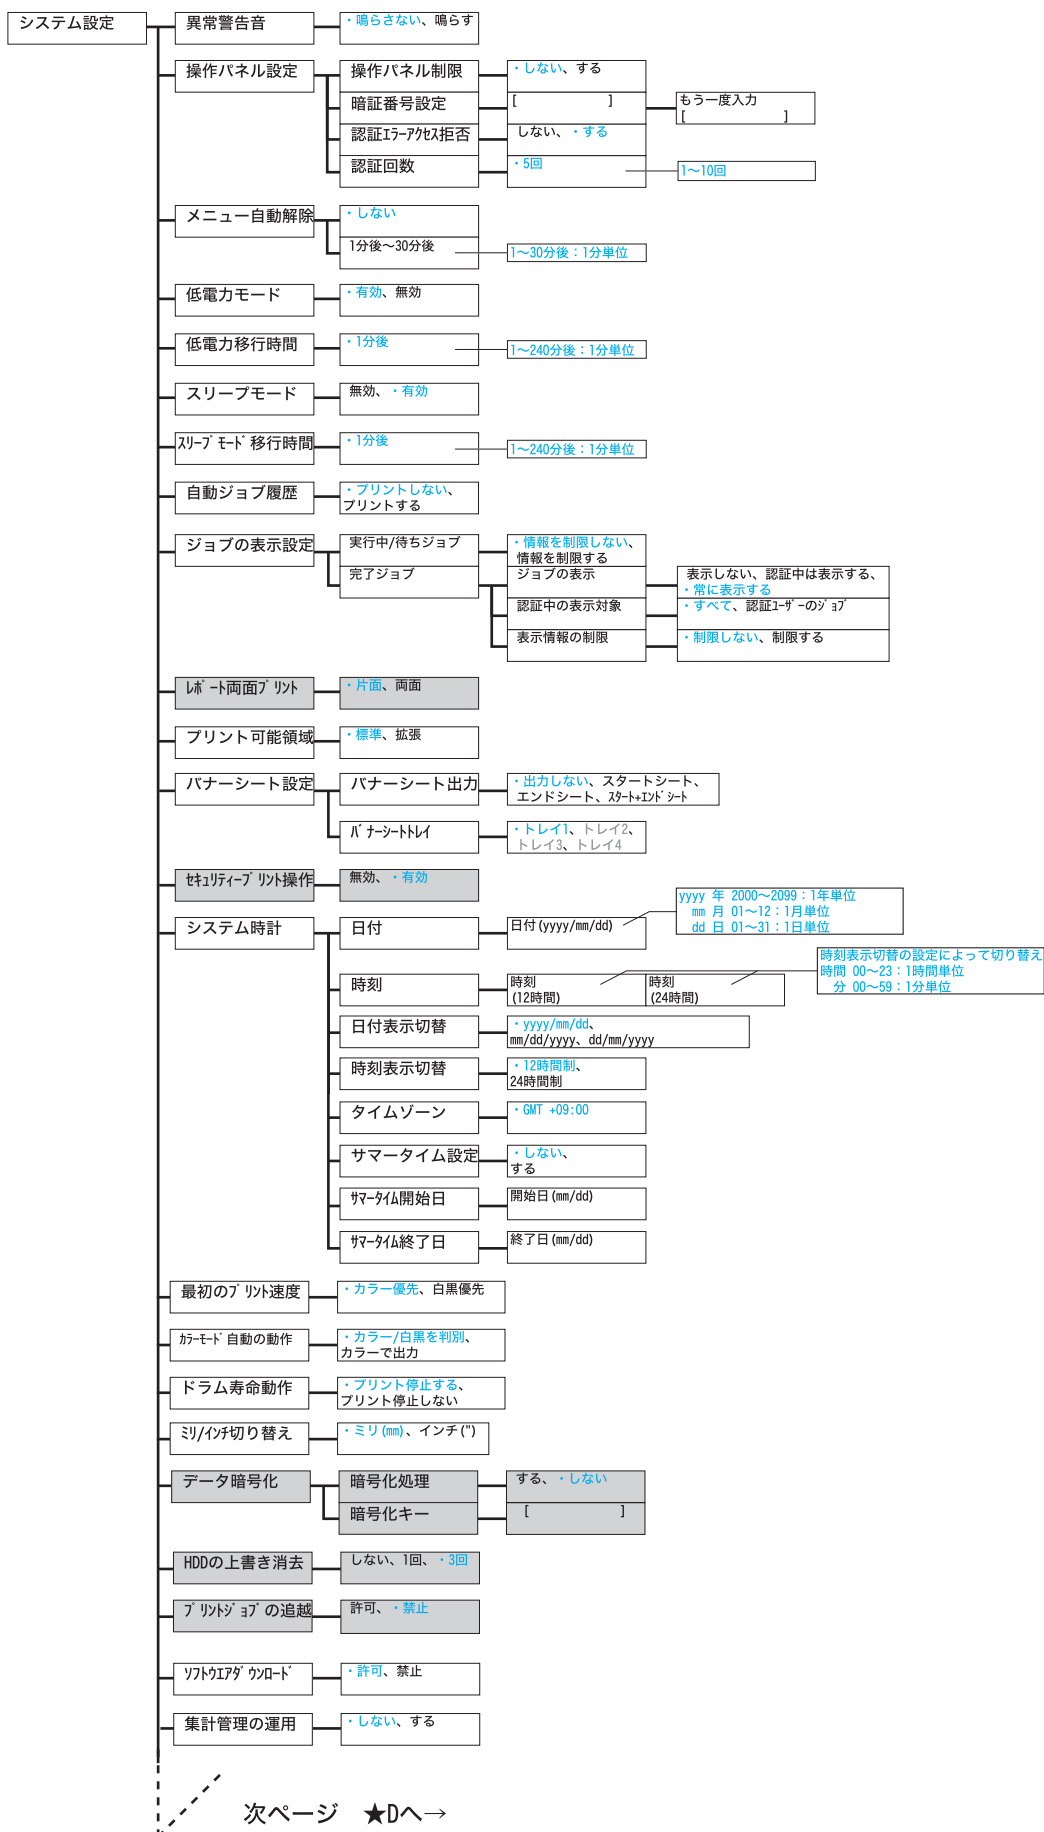 システム設定
異常警告音
・鳴らさない、鳴らす
操作パネル設定
操作パネル制限
・しない、する
暗証番号設定
[ ]
もう一度入力
[ ]
認証ｴﾗｰｱｸｾｽ拒否
しない、・する
認証回数
・5回
1～10回
メニュー自動解除
・しない
1分後～30分後
1～30分後：1分単位
低電力モード
・有効、無効
低電力移行時間
・1分後
1～240分後：1分単位
スリープモード
無効、・有効
ｽﾘｰﾌﾟﾓｰﾄﾞ移行時間
・1分後
1～240分後：1分単位
自動ジョブ履歴
・プリントしない、
プリントする
ジョブの表示設定
実行中/待ちジョブ
・情報を制限しない、
情報を制限する
完了ジョブ
ジョブの表示
表示しない、認証中は表示する、
・常に表示する
認証中の表示対象
・すべて、認証ﾕｰｻﾞｰのｼﾞｮﾌﾞ
表示情報の制限
・制限しない、制限する
ﾚﾎﾟｰﾄ両面ﾌﾟﾘﾝﾄ
・片面、両面
プリント可能領域
・標準、拡張
バナーシート設定
バナーシート出力
・出力しない、スタートシート、
エンドシート、ｽﾀｰﾄ+ｴﾝﾄﾞｼｰﾄ
ﾊﾞﾅｰｼｰﾄﾄﾚｲ
・トレイ1、トレイ2、
トレイ3、トレイ4
ｾｷｭﾘﾃｨｰﾌﾟﾘﾝﾄ操作
無効、・有効
システム時計
日付
日付(yyyy/mm/dd)
yyyy 年 2000～2099：1年単位
mm 月 01～12：1月単位
dd 日 01～31：1日単位
時刻
時刻
(12時間)
時刻
(24時間)
時刻表示切替の設定によって切り替え
時間 00～23：1時間単位
分 00～59：1分単位
日付表示切替
・yyyy/mm/dd、
mm/dd/yyyy、dd/mm/yyyy
時刻表示切替
・12時間制、
24時間制
タイムゾーン
・GMT +09:00
サマータイム設定
・しない、
する
ｻﾏｰﾀｲﾑ開始日
開始日(mm/dd)
ｻﾏｰﾀｲﾑ終了日
終了日(mm/dd)
最初のﾌﾟﾘﾝﾄ速度
・カラー優先、白黒優先
ｶﾗｰﾓｰﾄﾞ自動の動作
・カラー/白黒を判別、
カラーで出力
ドラム寿命動作
・プリント停止する、
プリント停止しない
ﾐﾘ/ｲﾝﾁ切り替え
・ミリ(mm)、インチ(")
データ暗号化
暗号化処理
する、・しない
暗号化キー
[ ]
HDDの上書き消去
しない、1回、・3回
ﾌﾟﾘﾝﾄｼﾞｮﾌﾞの追越
許可、・禁止
ｿﾌﾄｳｴｱﾀﾞｳﾝﾛｰﾄﾞ
・許可、禁止
集計管理の運用
・しない、する
次ページ ★Dへ→